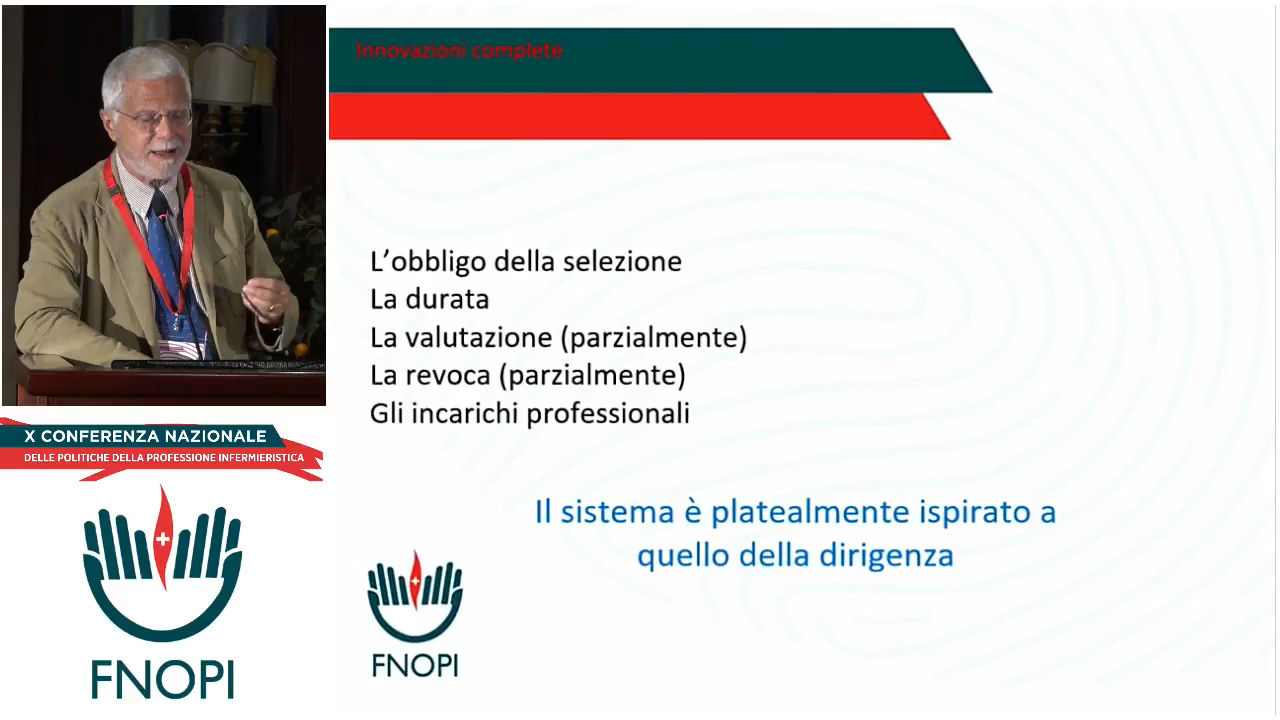 Innovazioni complete
L’obbligo della selezione
La durata
La valutazione (parzialmente)
La revoca (parzialmente)
Gli incarichi professionali
Il sistema è platealmente ispirato a
quello della dirigenza
FNOPI
X CONFERENZA NAZIONALE
DELLE POLITICHE DELLA PROFESSIONE INFERMIERISTICA
FNOPI